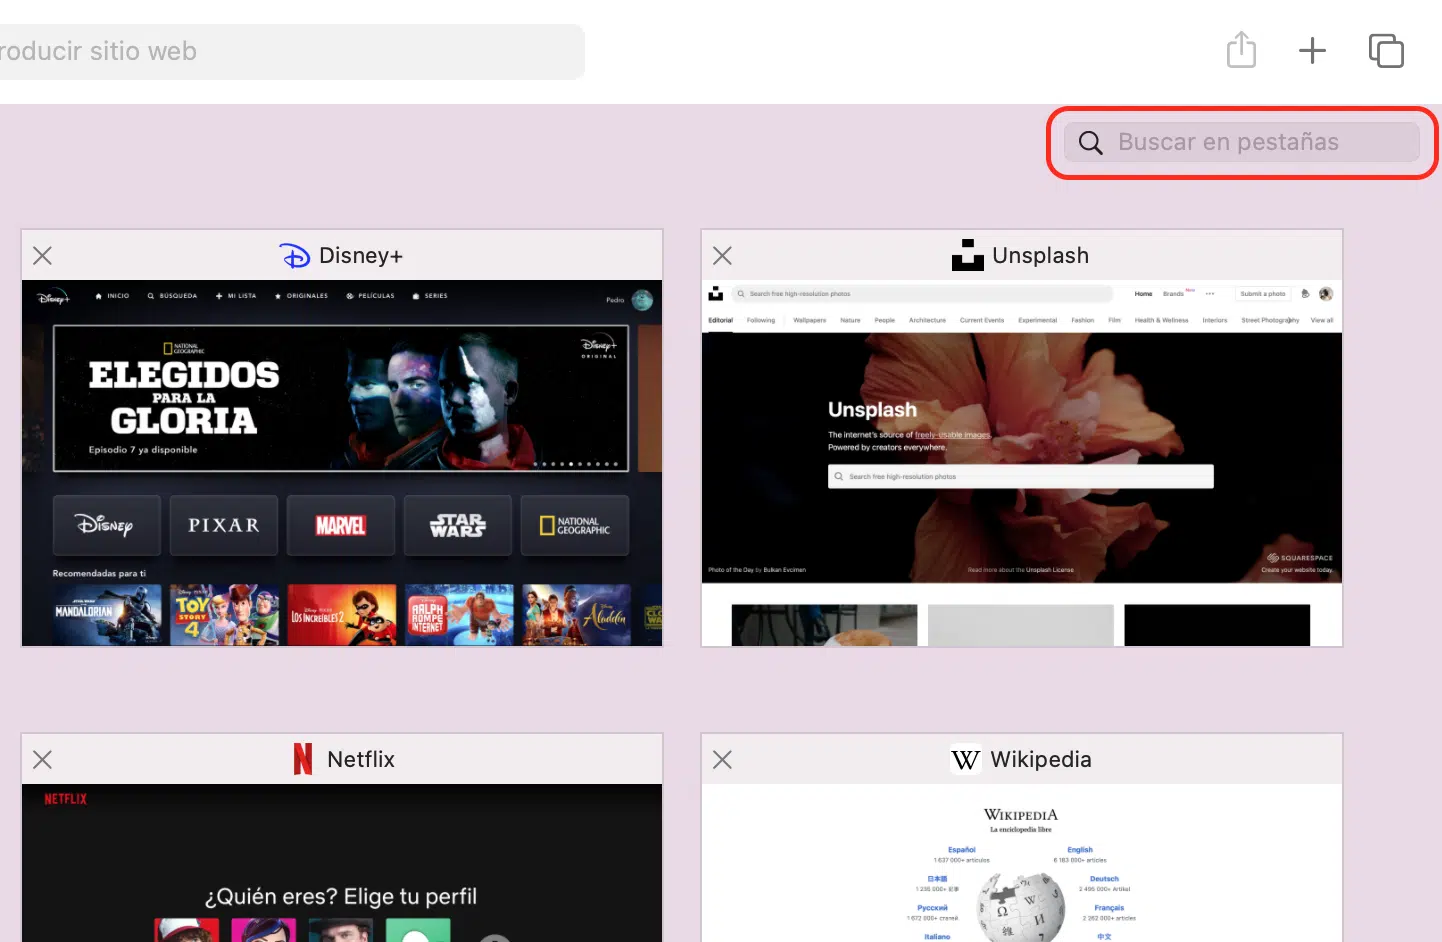 roducir sitio web
Buscar en pestañas
Disney+
Disney+
INICIO
BÚSQUEDA
MI LISTA
ORIGINALES
PELÍCULAS
SERIES
Pedro
NATIONAL
GEOGRAPHIC
Disney+
ORIGINAL
ELEGIDOS
PARA LA
GLORIA
Episodio 7 ya disponible
Disney
PIXAR
MARVEL
STAR
WARS
NATIONAL
GEOGRAPHIC
Recomendadas para ti
MANDALORIAN
TOY
STORY
4
LOS INCREÍBLES 2
RALPH
ROMPE
INTERNET
Aladdin
Unsplash
Search free high-resolution photos
Home
Brands
New
Submit a photo
Editorial
Following
Wallpapers
Nature
People
Architecture
Current Events
Experimental
Fashion
Film
Health & Wellness
Interiors
Street Photography
View all
Unsplash
The internet's source of freely-usable images.
Powered by creators everywhere.
Search free high-resolution photos
Photo of the Day by Bulkan Evcimen
Read more about the Unsplash License
SQUARESPACE
Create your website today.
Netflix
NETFLIX
¿Quién eres? Elige tu perfil
Wikipedia
WIKIPEDIA
La enciclopedia libre
Español
1 637 000+ artículos
English
6 183 000+ articles
日本語
1 235 000+ 記事
Deutsch
2 495 000+ Artikel
Русский
1 672 000+ статей
Français
2 262 000+ articles
Italiano
中文